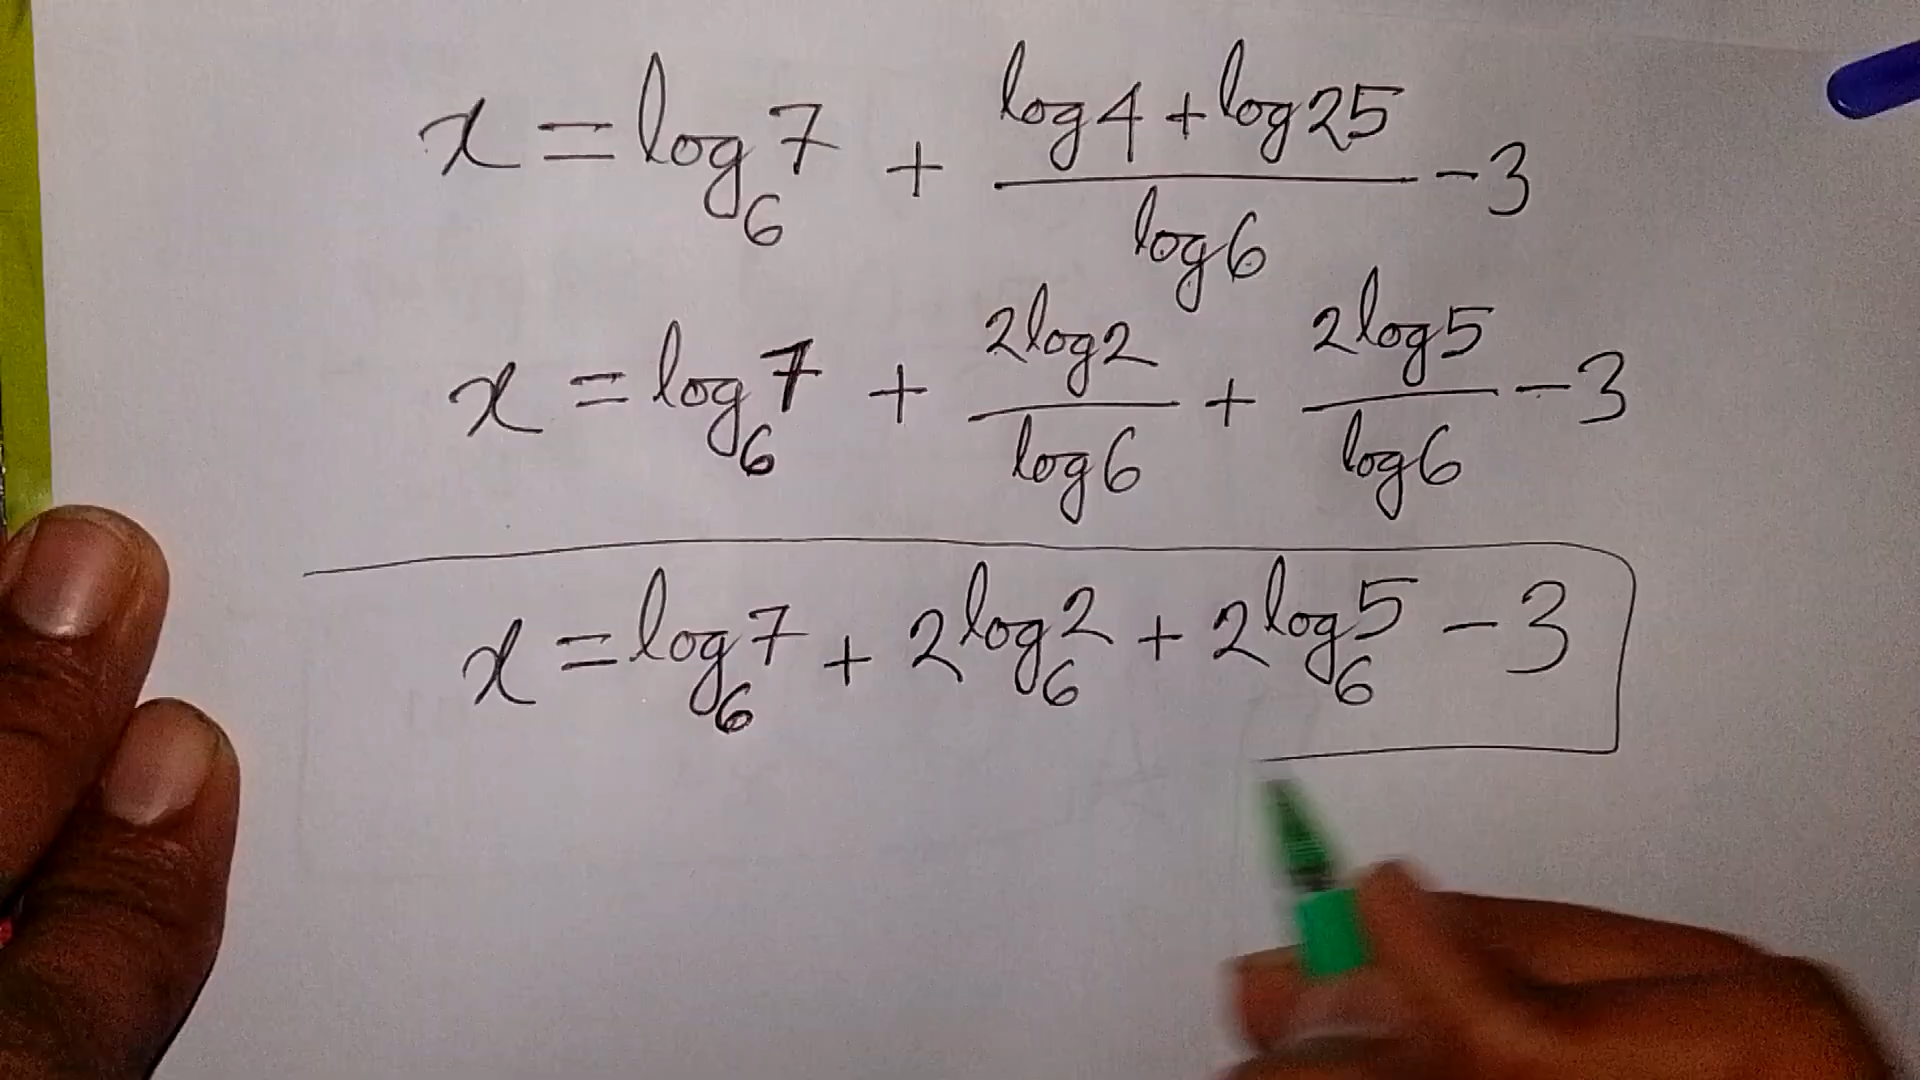 x = log₆7 + (log4 + log25)/log6 - 3
x = log₆7 + 2log2/log6 + 2log5/log6 - 3
x = log₆7 + 2log₆2 + 2log₆5 - 3